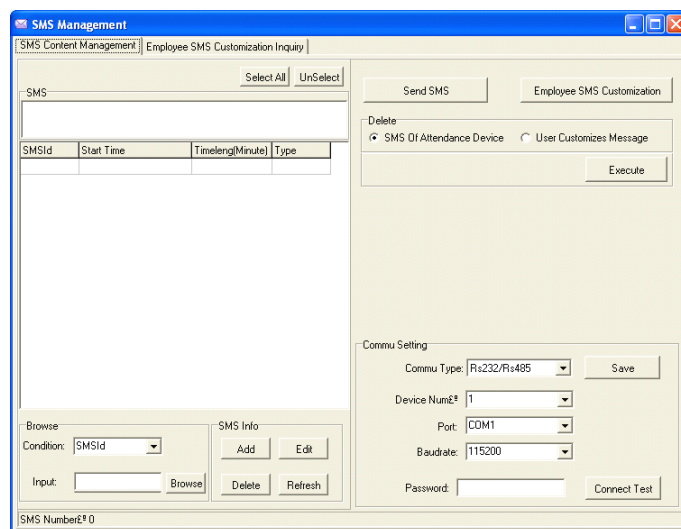 SMS Management
SMS Content Management
Employee SMS Customization Inquiry
Select All
UnSelect
SMS
SMSId Start Time Timeleng(Minute) Type
Send SMS
Employee SMS Customization
Delete
SMS Of Attendance Device
User Customizes Message
Execute
Commu Setting
Commu Type: Rs232/Rs485
Save
Device Num£º 1
Port: COM1
Baudrate: 115200
Password:
Connect Test
Browse
Condition: SMSId
Input:
Browse
SMS Info
Add
Edit
Delete
Refresh
SMS Number£º 0